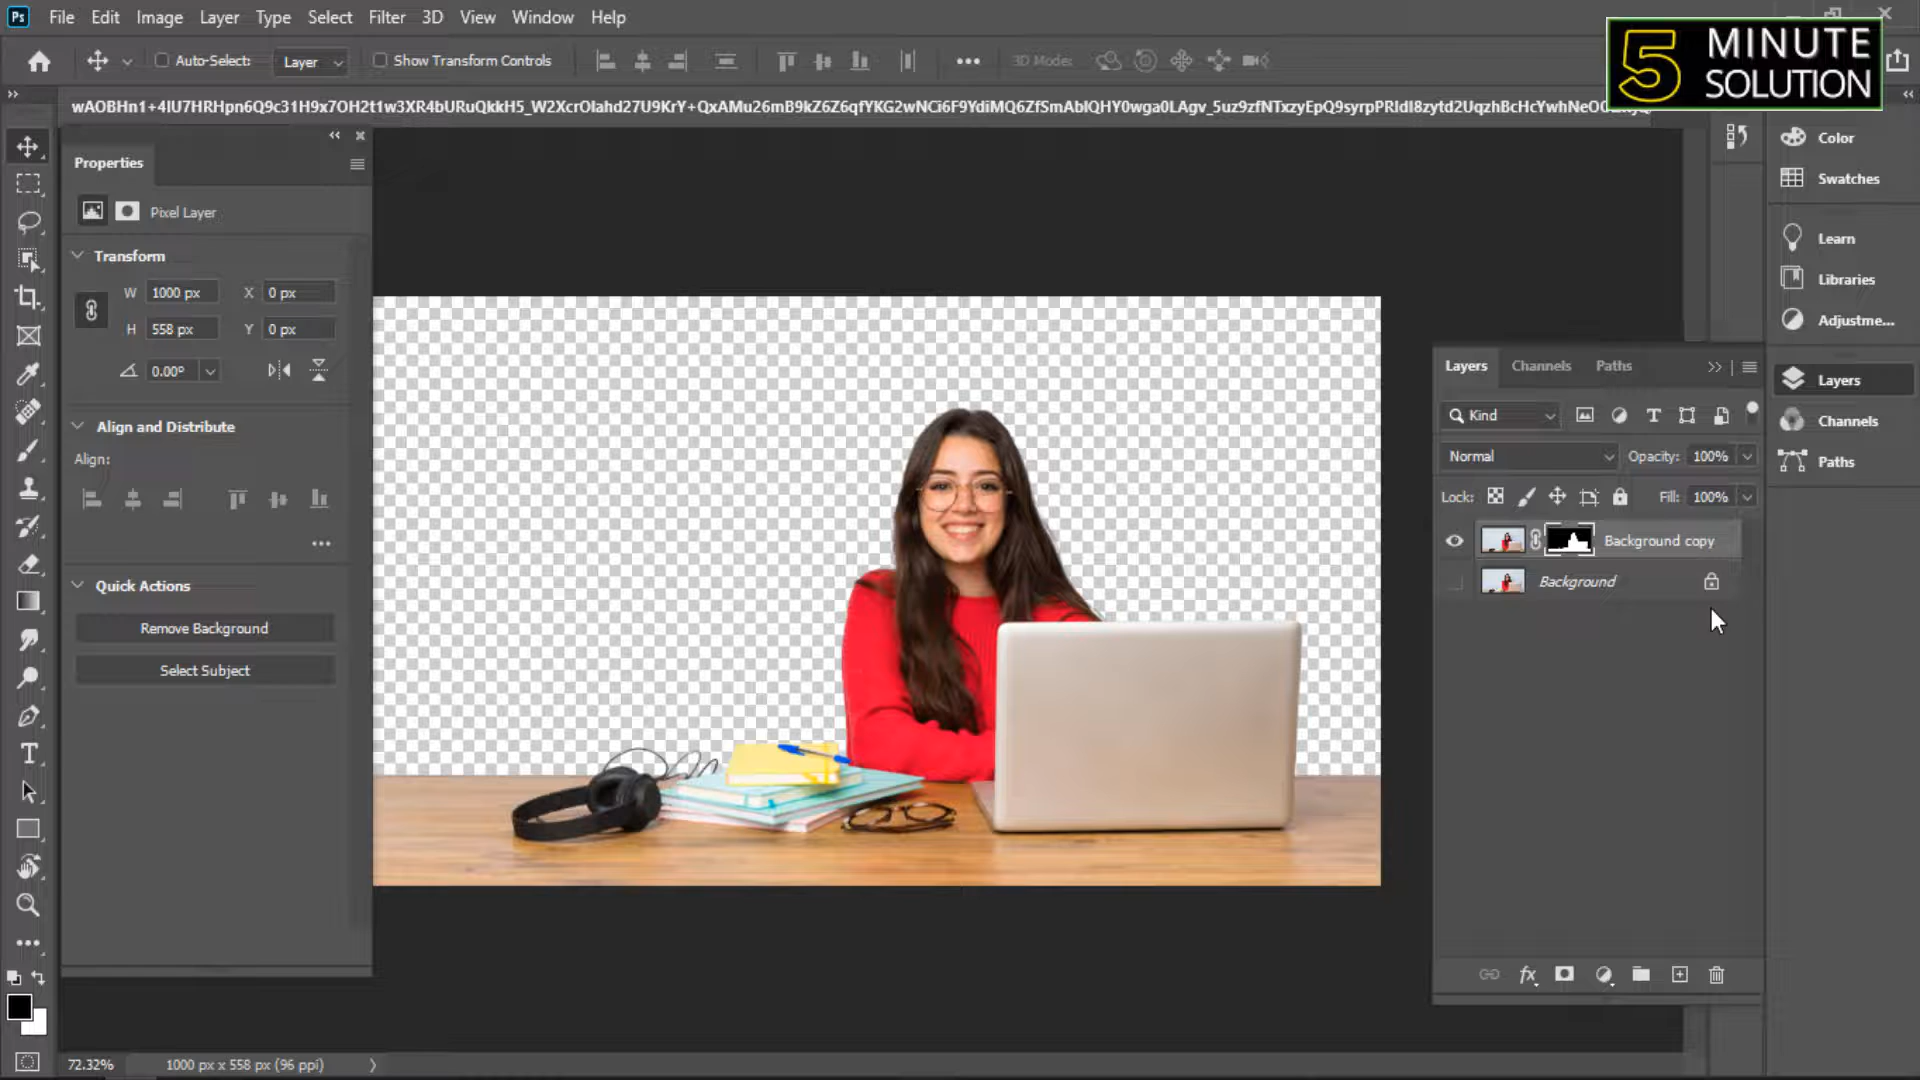 Ps File Edit Image Layer Type Select Filter 3D View Window Help
Auto-Select: Layer Show Transform Controls 3D Mode:
5 MINUTE
SOLUTION
Properties
Pixel Layer
Transform
W 1000 px X 0 px
H 558 px Y 0 px
0.00°
Align and Distribute
Align:
Quick Actions
Remove Background
Select Subject
Color
Swatches
Learn
Libraries
Adjustme...
Layers
Channels
Paths
Layers Channels Paths
Kind
Normal Opacity: 100%
Lock: Fill: 100%
Background copy
Background
fx
72.32% 1000 px x 558 px (96 ppi)